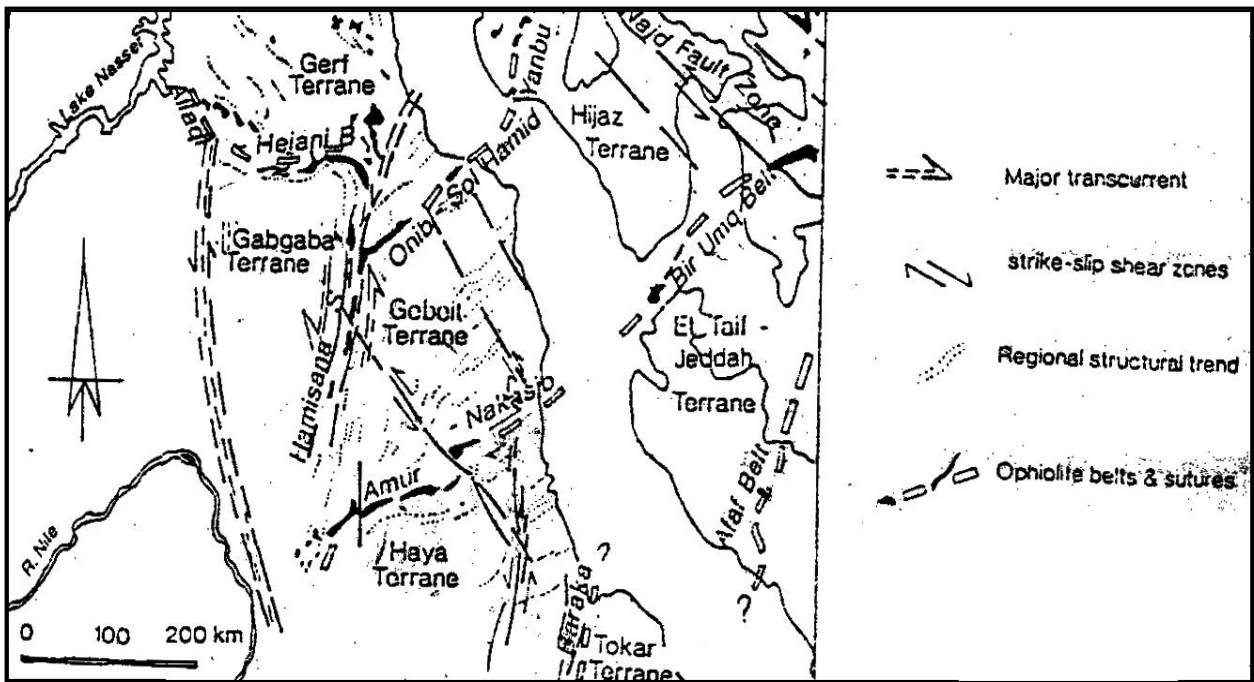 Lake Nasser
Gerf
Terrane
Yanbu
Najd Fault Zone
Allaqi
Heiani B
Hijaz
Terrane
Onib
Sol Hamid
Bir Umq Belt
Gabgaba
Terrane
Hamisana
Gebeit
Terrane
El Taif -
Jeddah
Terrane
Nakasib
Amur
Afaf Belt
R. Nile
Haya
Terrane
?
?
Baraka
Tokar
Terrane
0 100 200 km
Major transcurrent
strike-slip shear zones
Regional structural trend
Ophiolite belts & sutures